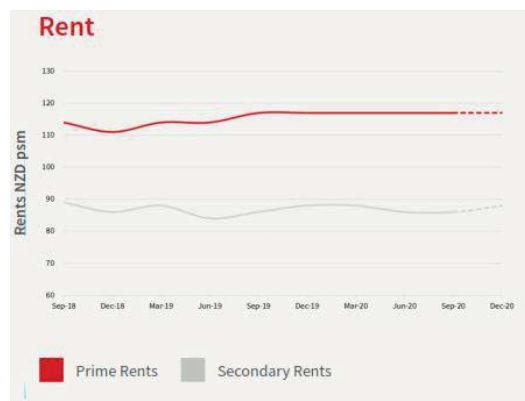 Rent
130
120
110
100
90
80
70
60
Rents NZD psm
Sep-18 Dec-18 Mar-19 Jun-19 Sep-19 Dec-19 Mar-20 Jun-20 Sep-20 Dec-20
Prime Rents Secondary Rents